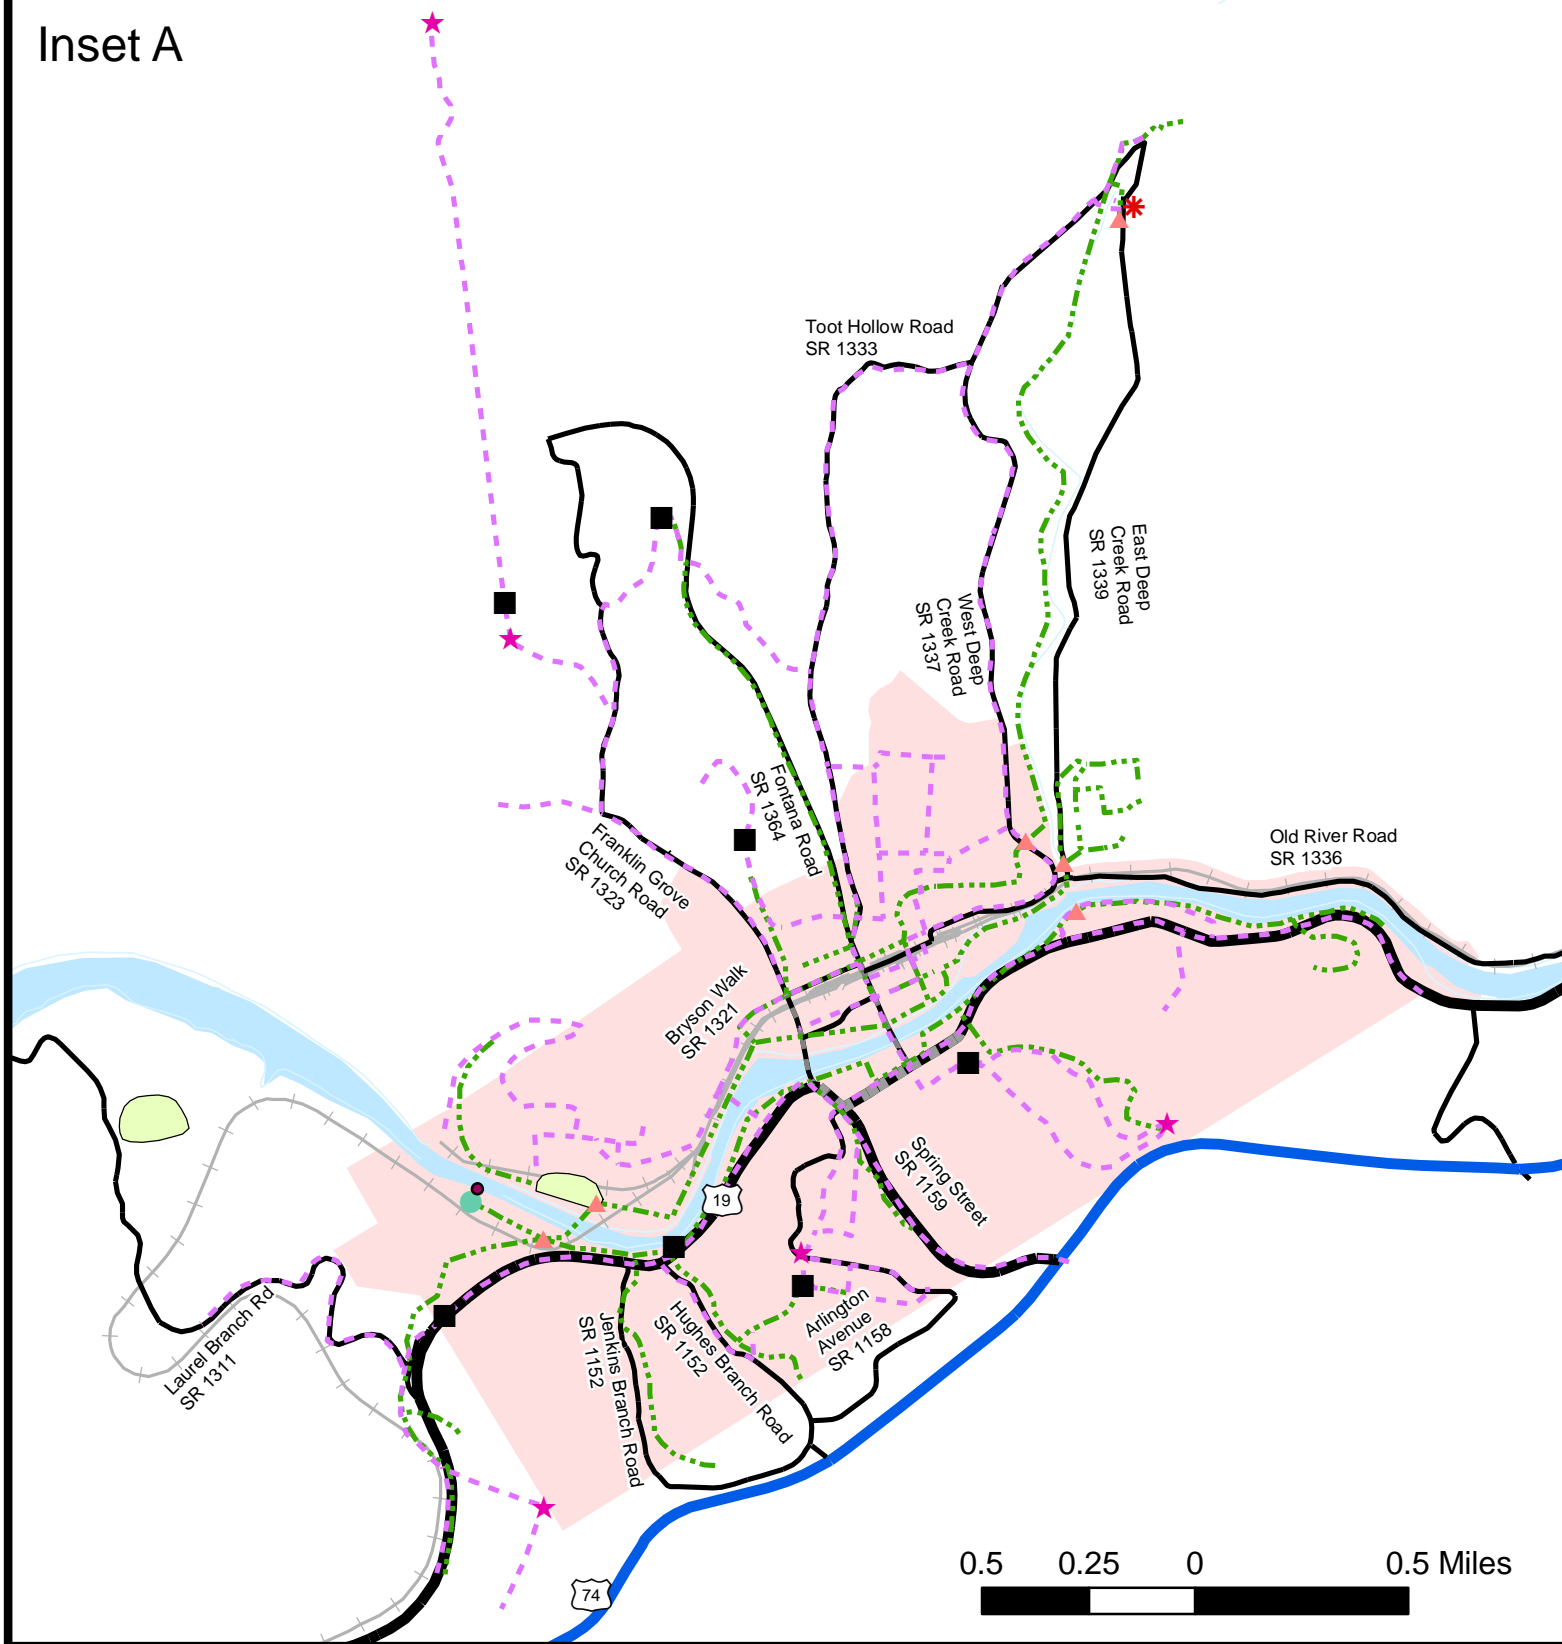 Inset A
Toot Hollow Road
SR 1333
East Deep
Creek Road
SR 1339
West Deep
Creek Road
SR 1337
Fontana Road
SR 1364
Franklin Grove
Church Road
SR 1323
Old River Road
SR 1336
Bryson Walk
SR 1321
Spring Street
SR 1159
19
Laurel Branch Rd
SR 1311
Jenkins Branch Road
SR 1152
Hughes Branch Road
SR 1152
Arlington
Avenue
SR 1158
74
0.5 0.25 0 0.5 Miles